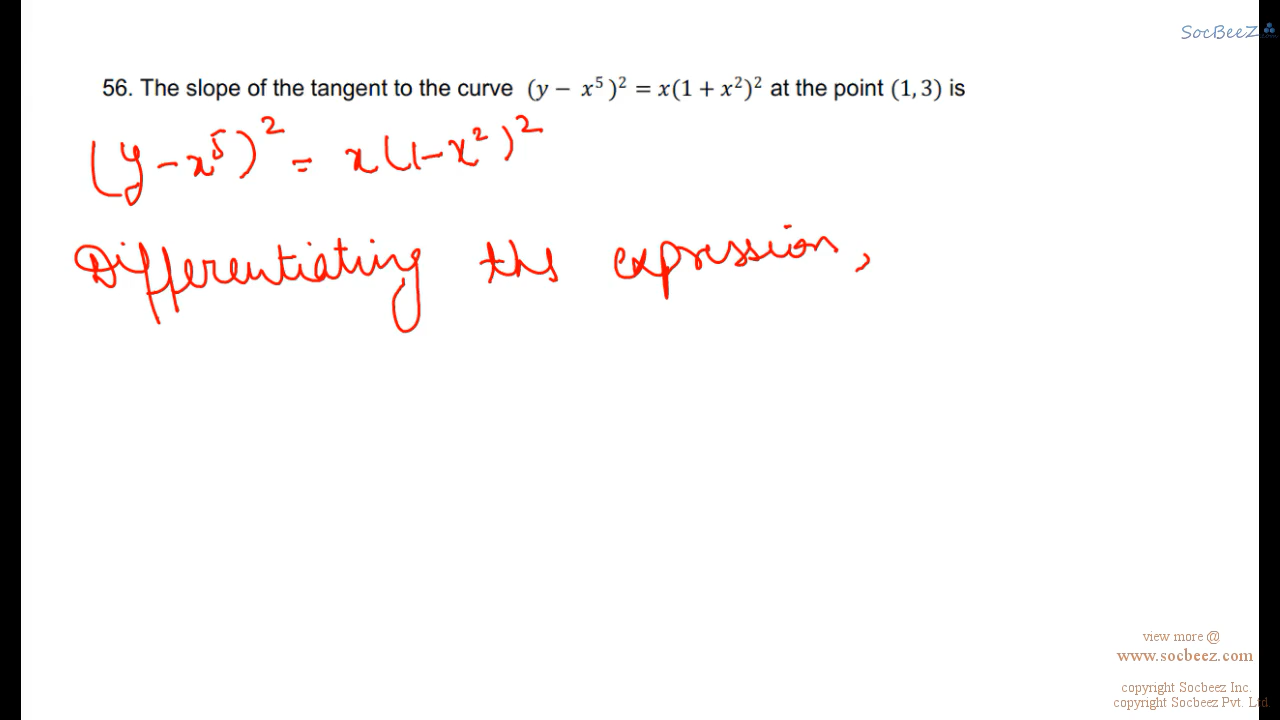 SocBeeZ.com
56. The slope of the tangent to the curve (y − x⁵)² = x(1 + x²)² at the point (1, 3) is
(y − x⁵)² = x(1 − x²)²
Differentiating ths expression,
view more @
www.socbeez.com
copyright Socbeez Inc.
copyright Socbeez Pvt. Ltd.